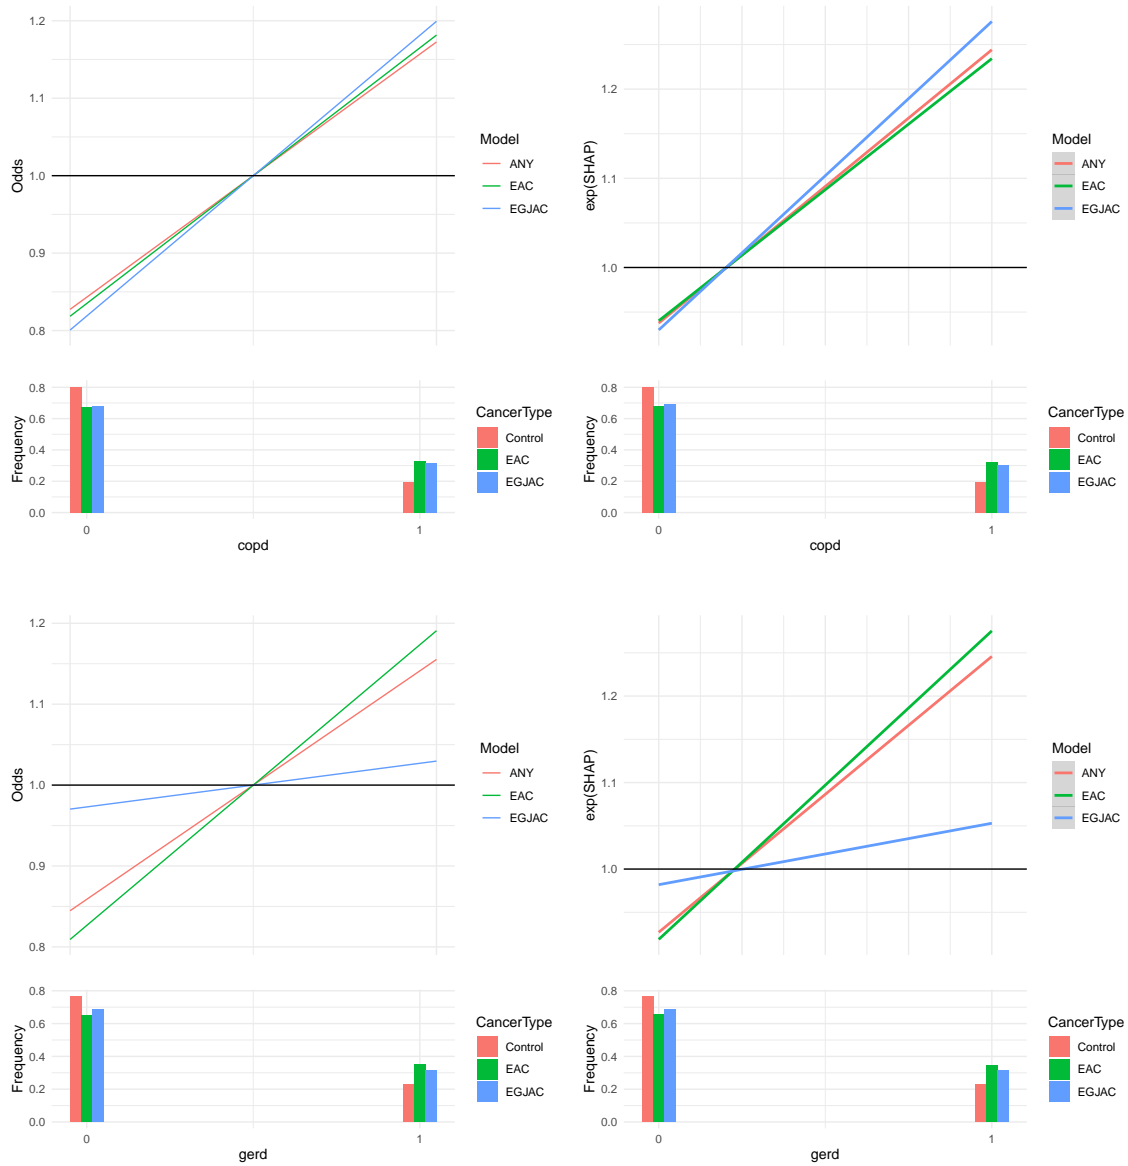 1.2
1.1
1.0
0.9
0.8
Odds
Model
ANY
EAC
EGJAC
1.2
1.1
1.0
exp(SHAP)
Model
ANY
EAC
EGJAC
0.8
0.6
0.4
0.2
0.0
Frequency
0 1
copd
CancerType
Control
EAC
EGJAC
0.8
0.6
0.4
0.2
0.0
Frequency
0 1
copd
CancerType
Control
EAC
EGJAC
1.2
1.1
1.0
0.9
0.8
Odds
Model
ANY
EAC
EGJAC
1.2
1.1
1.0
exp(SHAP)
Model
ANY
EAC
EGJAC
0.8
0.6
0.4
0.2
0.0
Frequency
0 1
gerd
CancerType
Control
EAC
EGJAC
0.8
0.6
0.4
0.2
0.0
Frequency
0 1
gerd
CancerType
Control
EAC
EGJAC